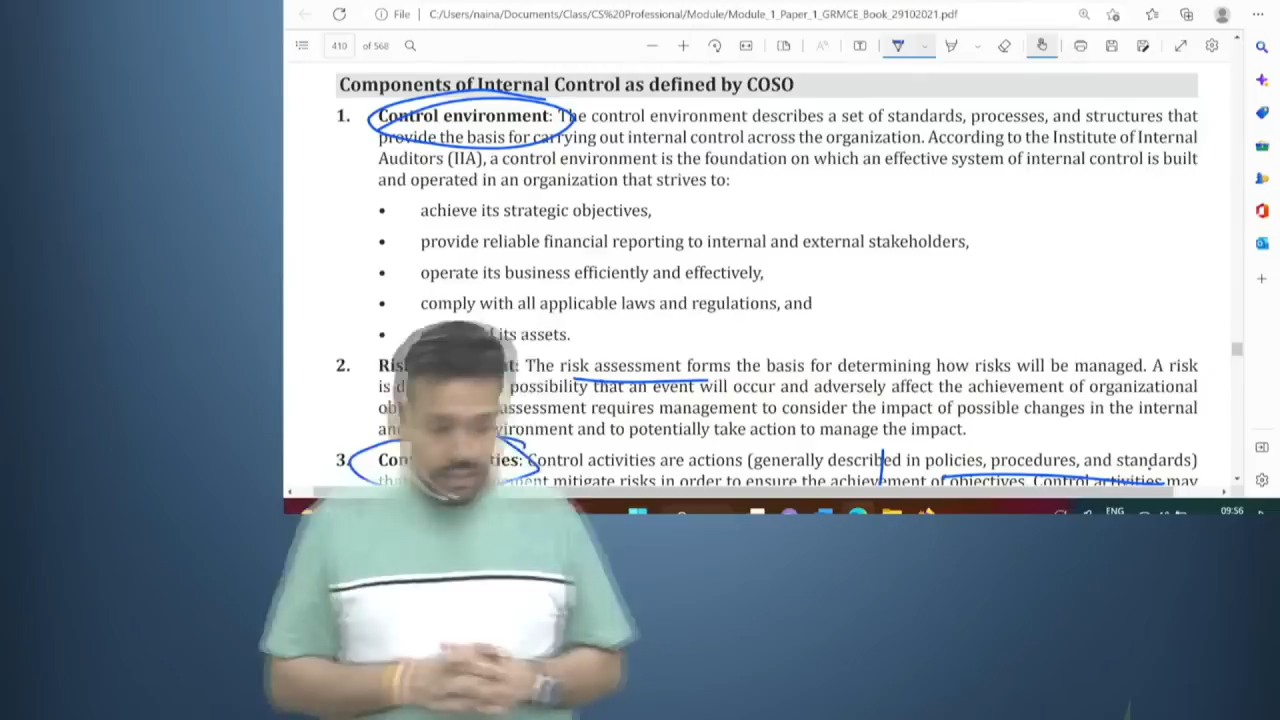 File C:/Users/naina/Documents/Class/CS%20Professional/Module/Module_1_Paper_1_GRMCE_Book_29102021.pdf
410 of 568
Components of Internal Control as defined by COSO
1. Control environment: The control environment describes a set of standards, processes, and structures that
provide the basis for carrying out internal control across the organization. According to the Institute of Internal
Auditors (IIA), a control environment is the foundation on which an effective system of internal control is built
and operated in an organization that strives to:
• achieve its strategic objectives,
• provide reliable financial reporting to internal and external stakeholders,
• operate its business efficiently and effectively,
• comply with all applicable laws and regulations, and
• its assets.
2. The risk assessment forms the basis for determining how risks will be managed. A risk
is possibility that an event will occur and adversely affect the achievement of organizational
assessment requires management to consider the impact of possible changes in the internal
and to potentially take action to manage the impact.
3. Control activities are actions (generally described in policies, procedures, and standards)
mitigate risks in order to ensure the achievement of objectives. Control activities may
ENG 09:56